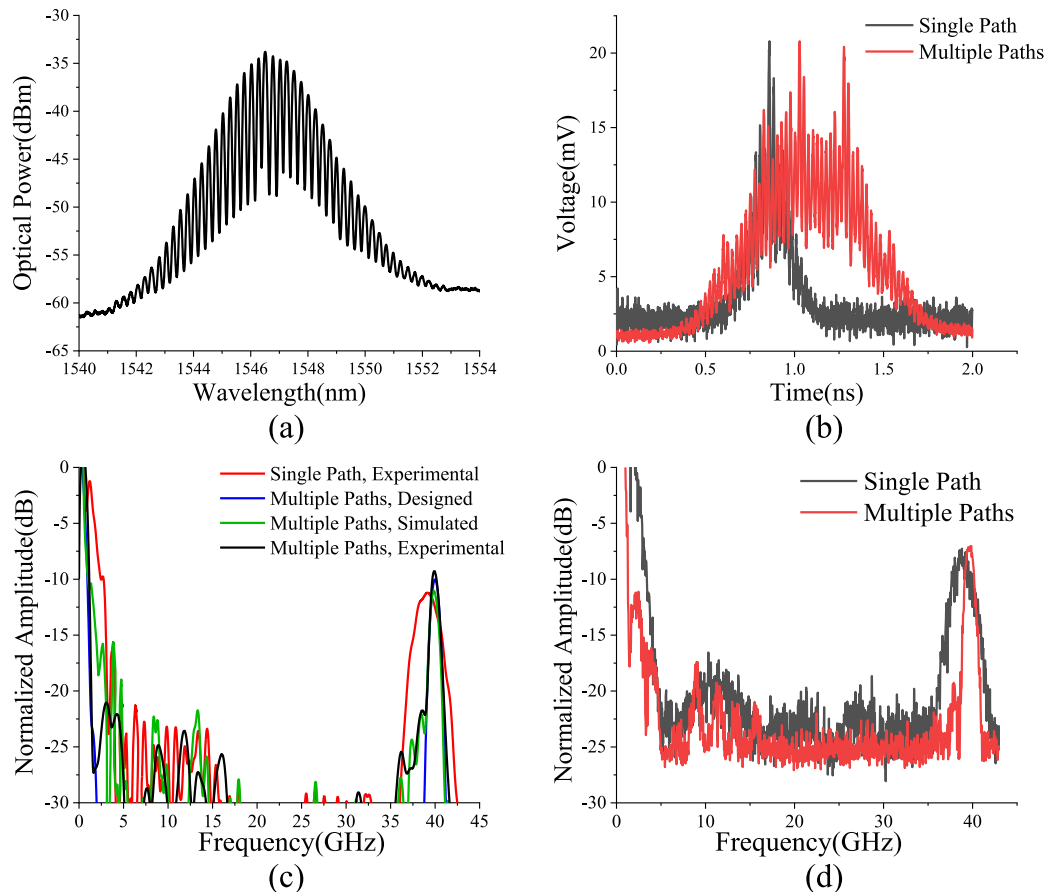 -30
-35
-40
-45
-50
-55
-60
-65
Optical Power(dBm)
1540 1542 1544 1546 1548 1550 1552 1554
Wavelength(nm)
(a)
Single Path
Multiple Paths
20
15
10
5
0
Voltage(mV)
0.0 0.5 1.0 1.5 2.0
Time(ns)
(b)
Single Path, Experimental
Multiple Paths, Designed
Multiple Paths, Simulated
Multiple Paths, Experimental
0
-5
-10
-15
-20
-25
-30
Normalized Amplitude(dB)
0 5 10 15 20 25 30 35 40 45
Frequency(GHz)
(c)
Single Path
Multiple Paths
0
-5
-10
-15
-20
-25
-30
Normalized Amplitude(dB)
0 10 20 30 40
Frequency(GHz)
(d)